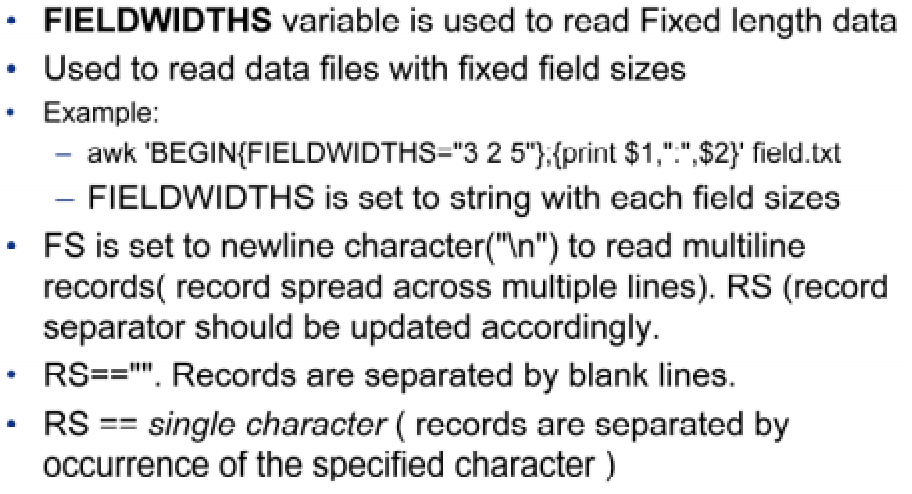 • FIELDWIDTHS variable is used to read Fixed length data
• Used to read data files with fixed field sizes
• Example:
– awk 'BEGIN{FIELDWIDTHS="3 2 5"};{print $1,":",$2}' field.txt
– FIELDWIDTHS is set to string with each field sizes
• FS is set to newline character("\n") to read multiline
records( record spread across multiple lines). RS (record
separator should be updated accordingly.
• RS=="". Records are separated by blank lines.
• RS == single character ( records are separated by
occurrence of the specified character )